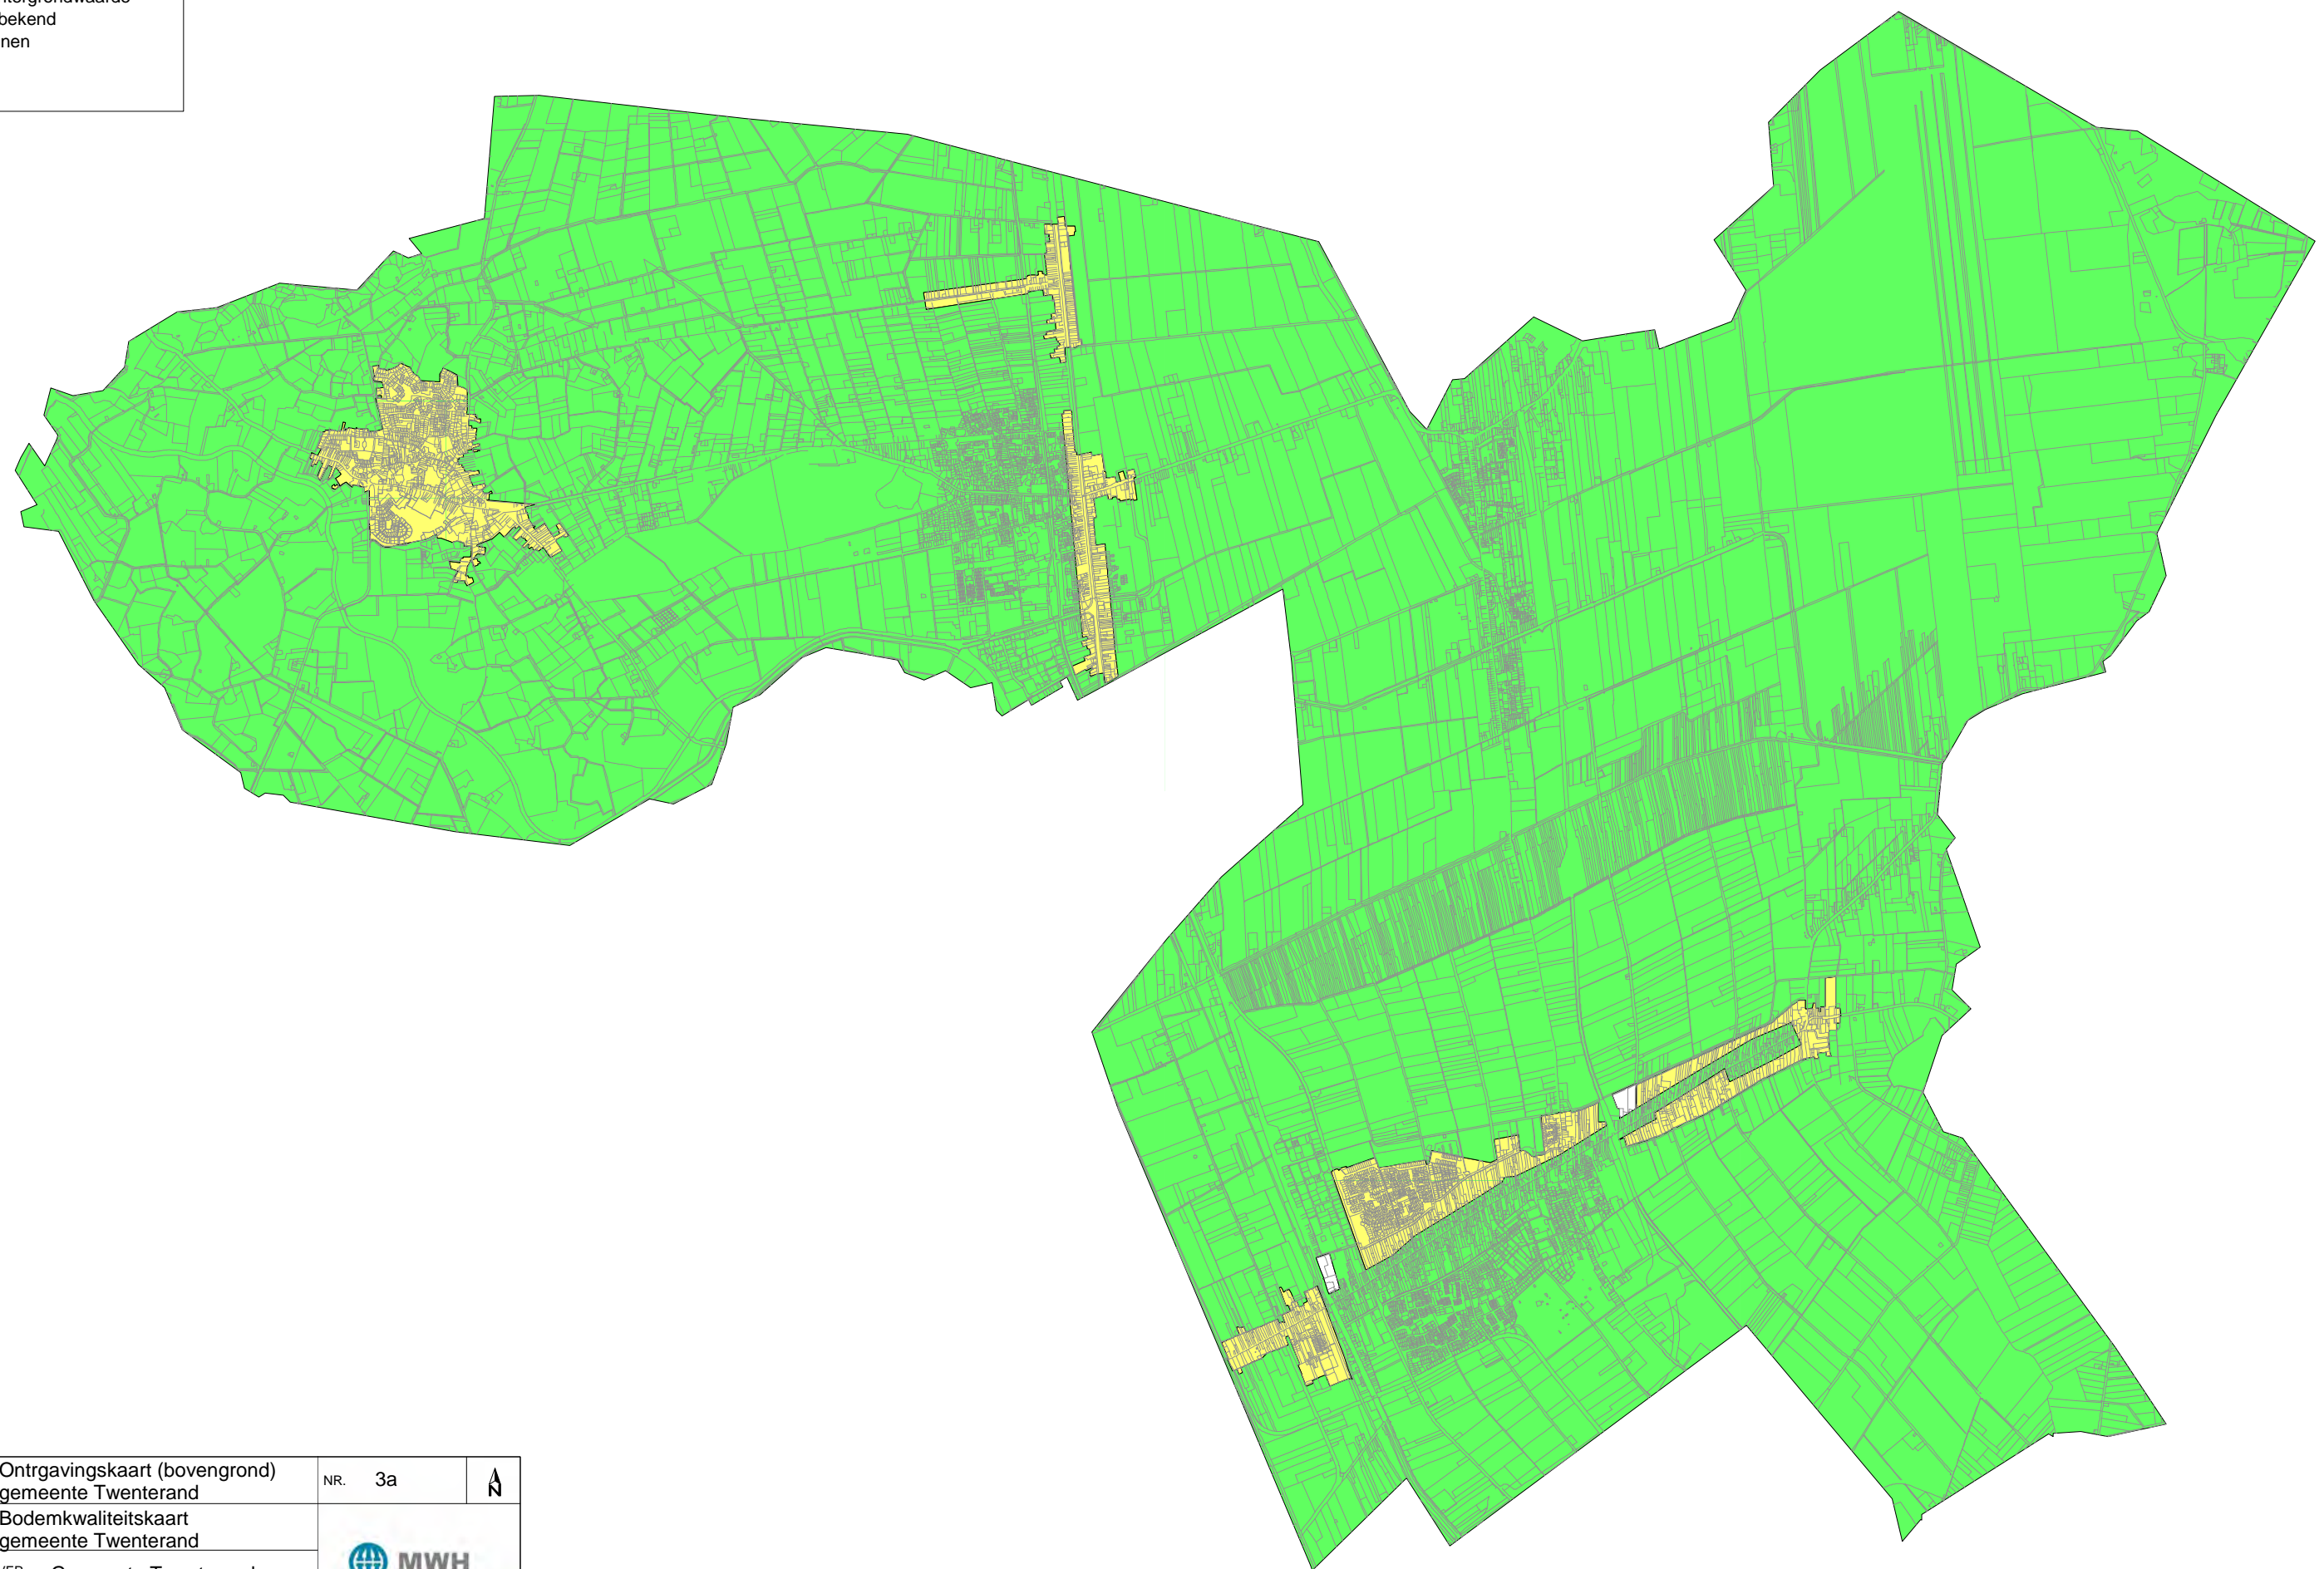 bekend
nen
Ontrgavingskaart (bovengrond)
gemeente Twenterand
NR. 3a
N
Bodemkwaliteitskaart
gemeente Twenterand
MWH